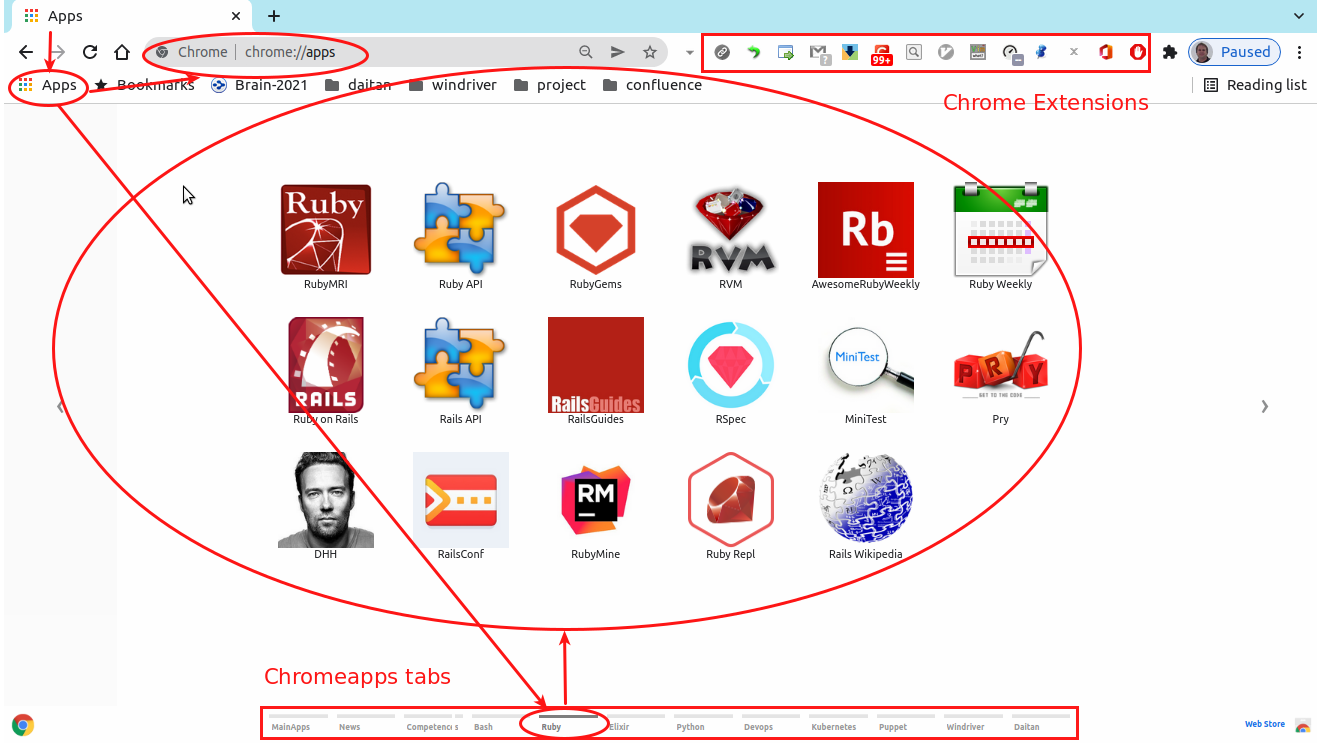 Apps
Chrome chrome://apps
99+
?
Paused
Apps Bookmarks Brain-2021 daitan windriver project confluence Reading list
Chrome Extensions
Ruby
RVM
Rb
RubyMRI Ruby API RubyGems RVM AwesomeRubyWeekly Ruby Weekly
MiniTest
PRY
RAILS RailsGuides
GET TO THE CODE
Ruby on Rails Rails API RailsGuides RSpec MiniTest Pry
RM
DHH RailsConf RubyMine Ruby Repl Rails Wikipedia
Chromeapps tabs
MainApps News Competenci s Bash Ruby Elixir Python Devops Kubernetes Puppet Windriver Daitan Web Store